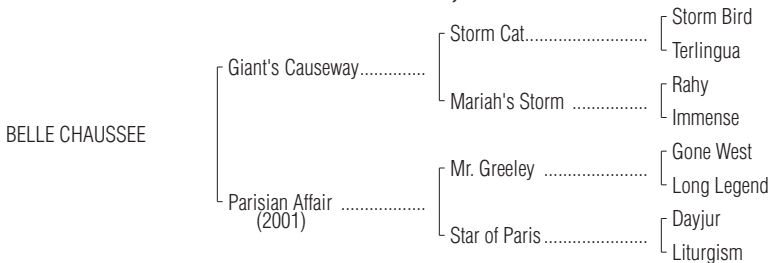 Storm Bird
Storm Cat..........................
Terlingua
Giant's Causeway..............
Rahy
Mariah's Storm ................
Immense
BELLE CHAUSSEE
Gone West
Mr. Greeley ......................
Long Legend
Parisian Affair ..................
(2001)
Dayjur
Star of Paris......................
Liturgism